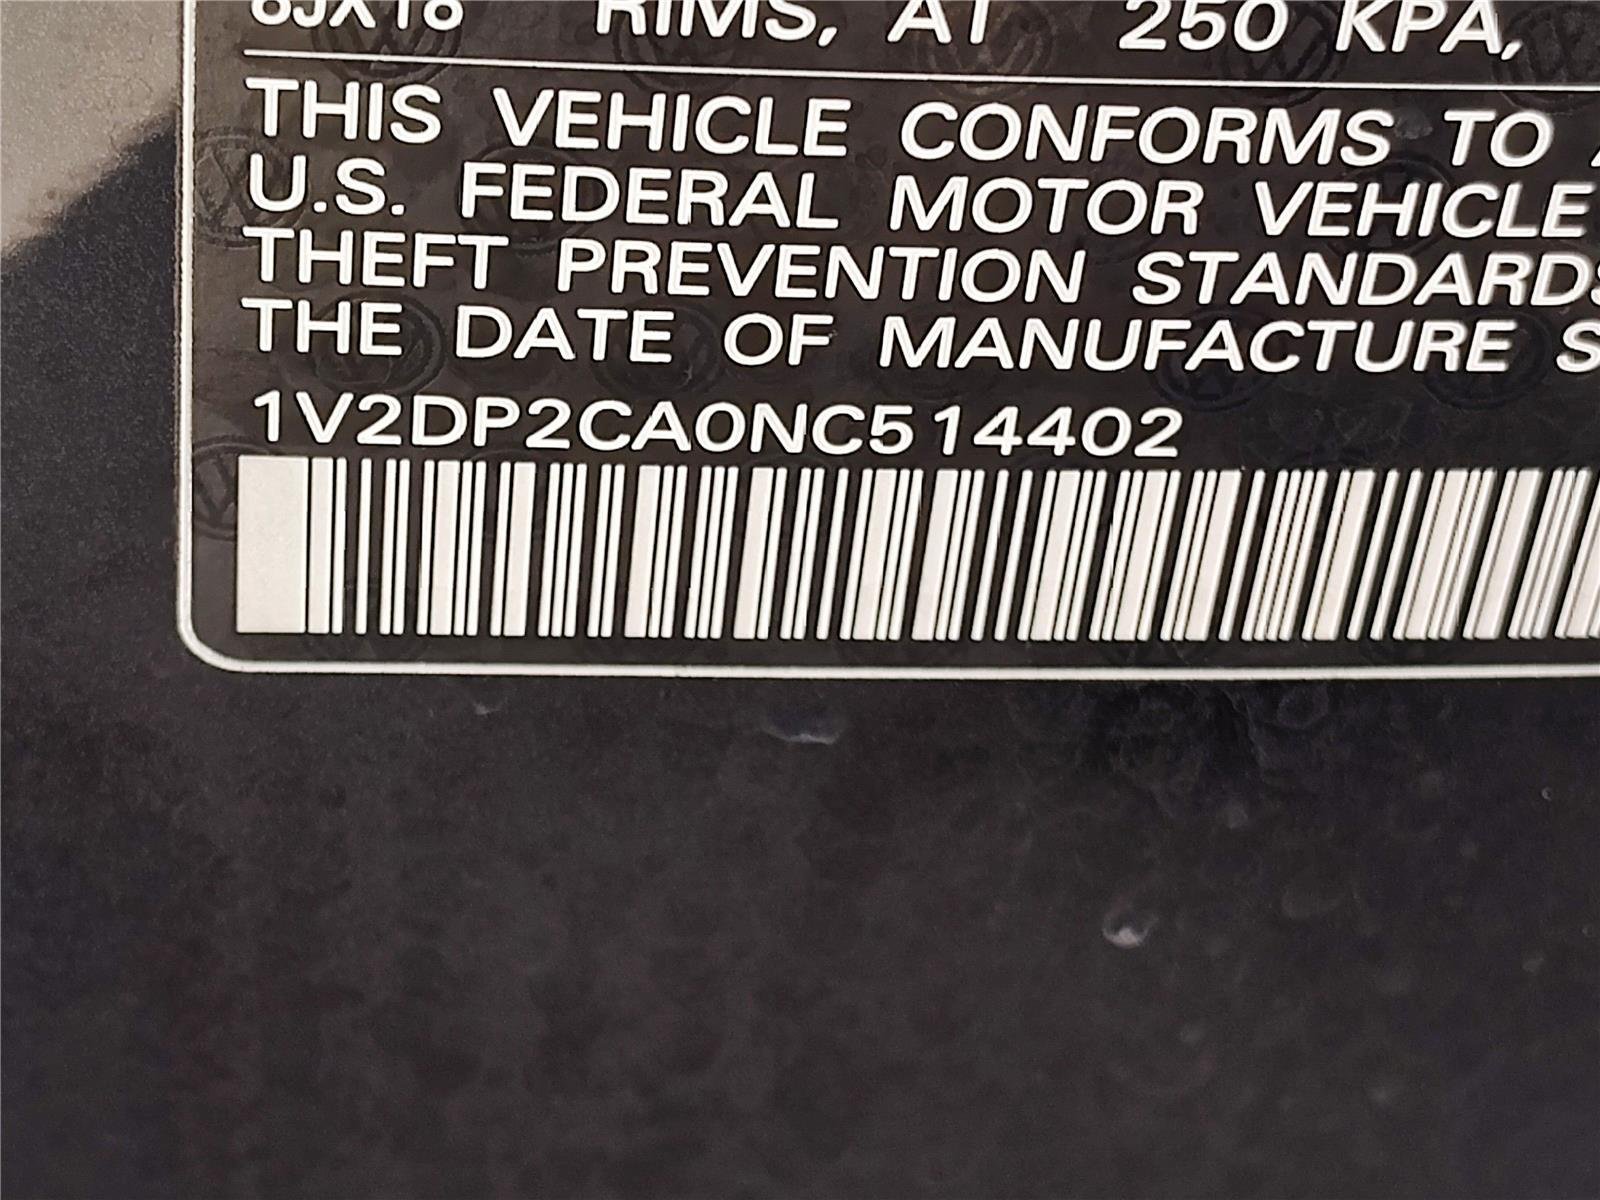 8JX18 RIMS, AT 250 KPA,
THIS VEHICLE CONFORMS TO
U.S. FEDERAL MOTOR VEHICLE
THEFT PREVENTION STANDARDS
THE DATE OF MANUFACTURE
1V2DP2CA0NC514402